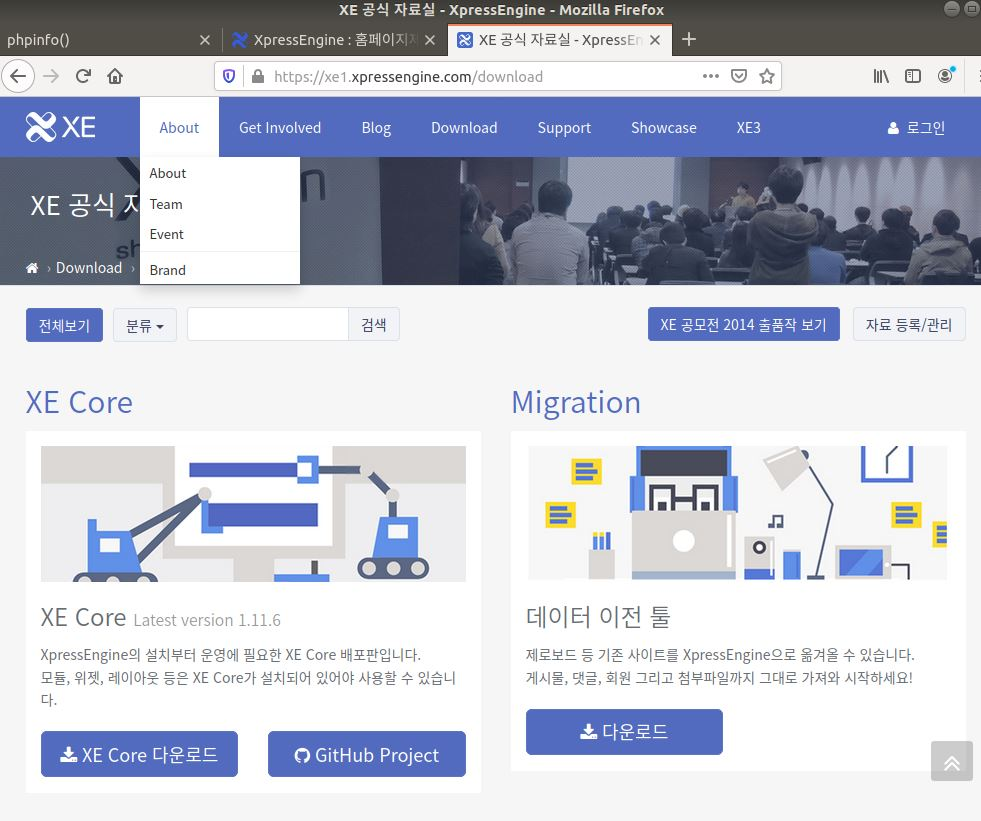 XE 공식 자료실 - XpressEngine - Mozilla Firefox
phpinfo()
XpressEngine : 홈페이지
XE 공식 자료실 - XpressEn
https://xe1.xpressengine.com/download
XE
About
Get Involved
Blog
Download
Support
Showcase
XE3
로그인
About
Team
Event
Brand
XE 공식
sh
› Download ›
전체보기
분류
검색
XE 공모전 2014 출품작 보기
자료 등록/관리
XE Core
XE Core Latest version 1.11.6
XpressEngine의 설치부터 운영에 필요한 XE Core 배포판입니다.
모듈, 위젯, 레이아웃 등은 XE Core가 설치되어 있어야 사용할 수 있습니
다.
XE Core 다운로드
GitHub Project
Migration
데이터 이전 툴
제로보드 등 기존 사이트를 XpressEngine으로 옮겨올 수 있습니다.
게시물, 댓글, 회원 그리고 첨부파일까지 그대로 가져와 시작하세요!
다운로드